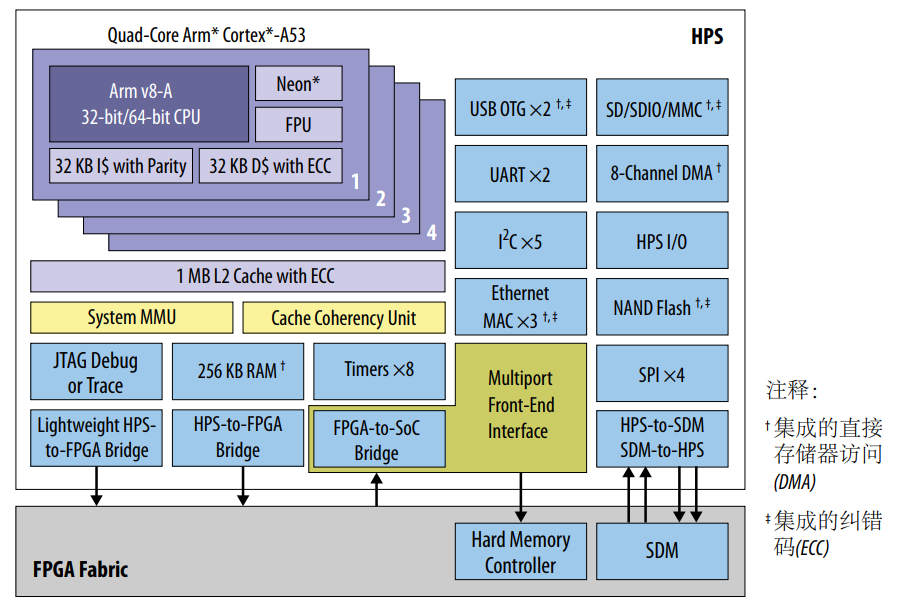 Quad-Core Arm* Cortex*-A53
HPS
Arm v8-A
32-bit/64-bit CPU
Neon*
FPU
32 KB I$ with Parity
32 KB D$ with ECC
1
2
3
4
1 MB L2 Cache with ECC
System MMU
Cache Coherency Unit
JTAG Debug
or Trace
256 KB RAM †
Timers ×8
Lightweight HPS-
to-FPGA Bridge
HPS-to-FPGA
Bridge
FPGA-to-SoC
Bridge
USB OTG ×2 †,‡
SD/SDIO/MMC †,‡
UART ×2
8-Channel DMA †
I²C ×5
HPS I/O
Ethernet
MAC ×3 †,‡
NAND Flash †,‡
Multiport
Front-End
Interface
SPI ×4
HPS-to-SDM
SDM-to-HPS
FPGA Fabric
Hard Memory
Controller
SDM
注释:
† 集成的直接
存储器访问
(DMA)
‡ 集成的纠错
码(ECC)